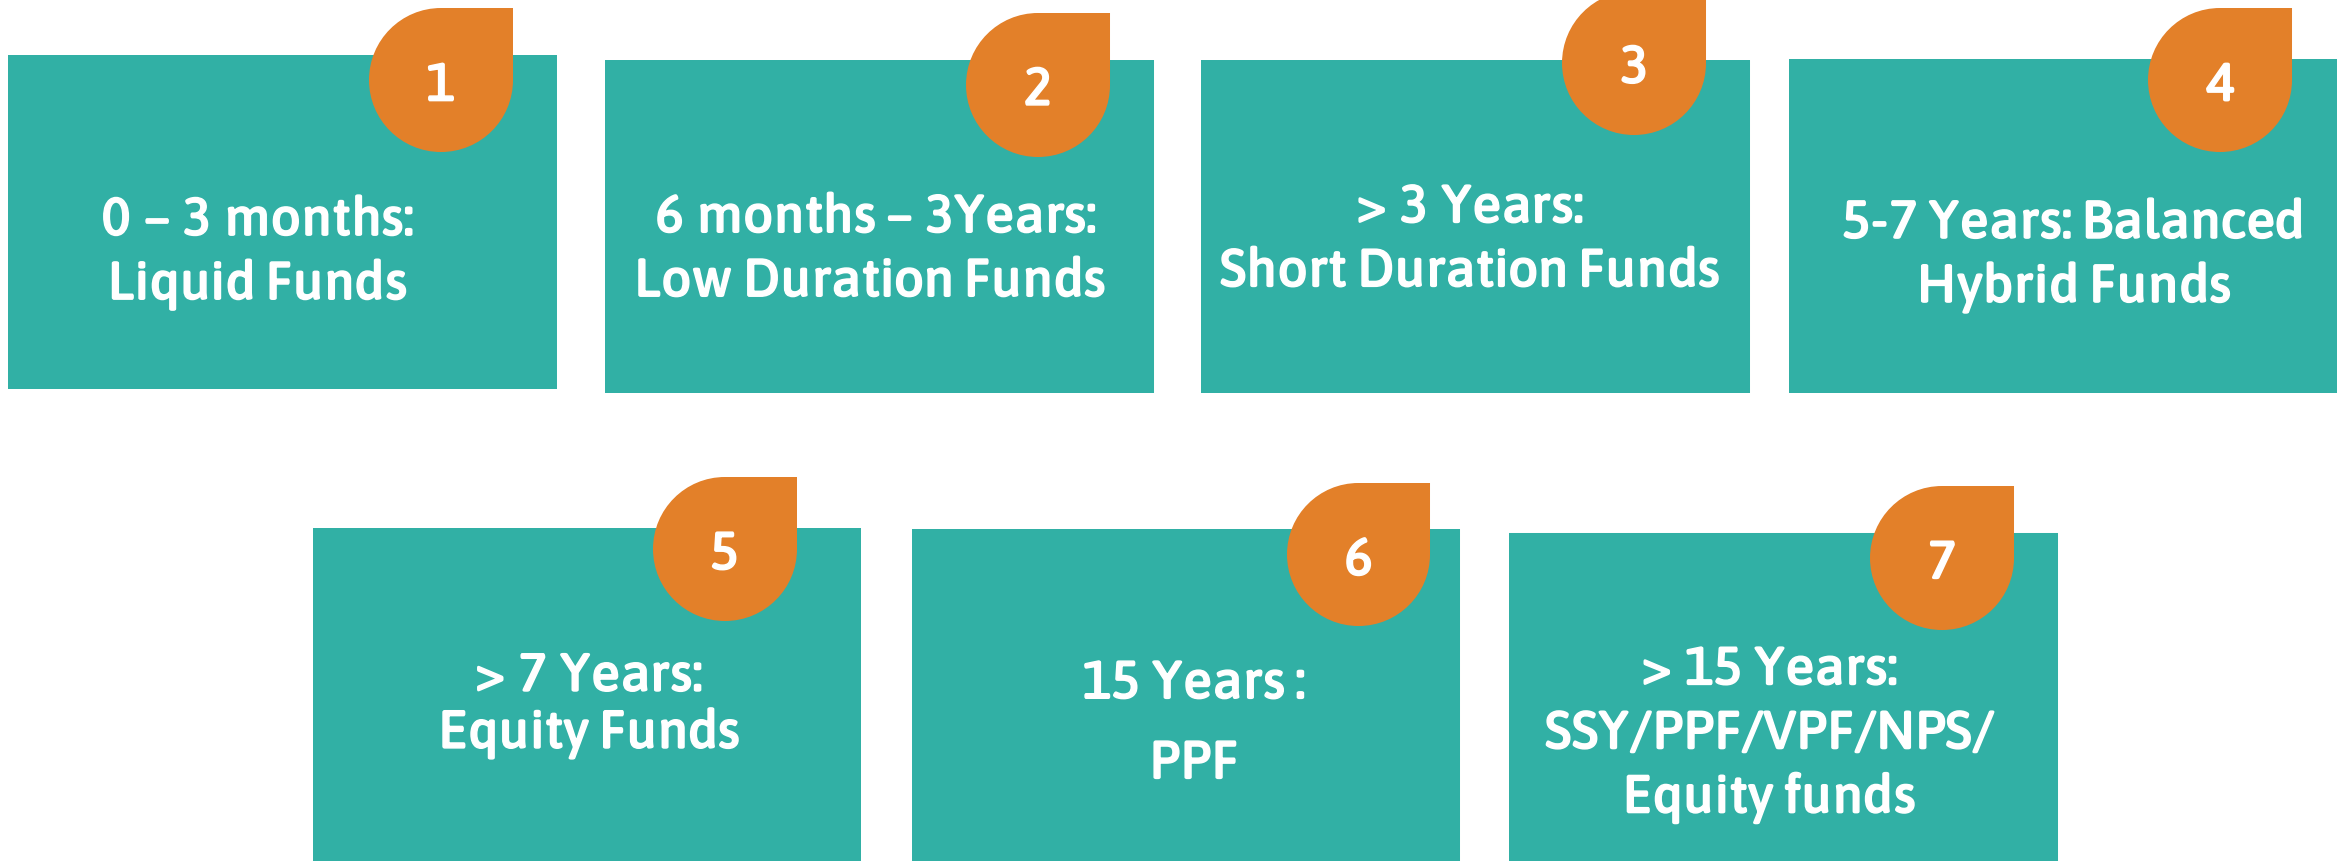 1
0 – 3 months:
Liquid Funds
2
6 months – 3Years:
Low Duration Funds
3
> 3 Years:
Short Duration Funds
4
5-7 Years: Balanced
Hybrid Funds
5
> 7 Years:
Equity Funds
6
15 Years :
PPF
7
> 15 Years:
SSY/PPF/VPF/NPS/
Equity funds